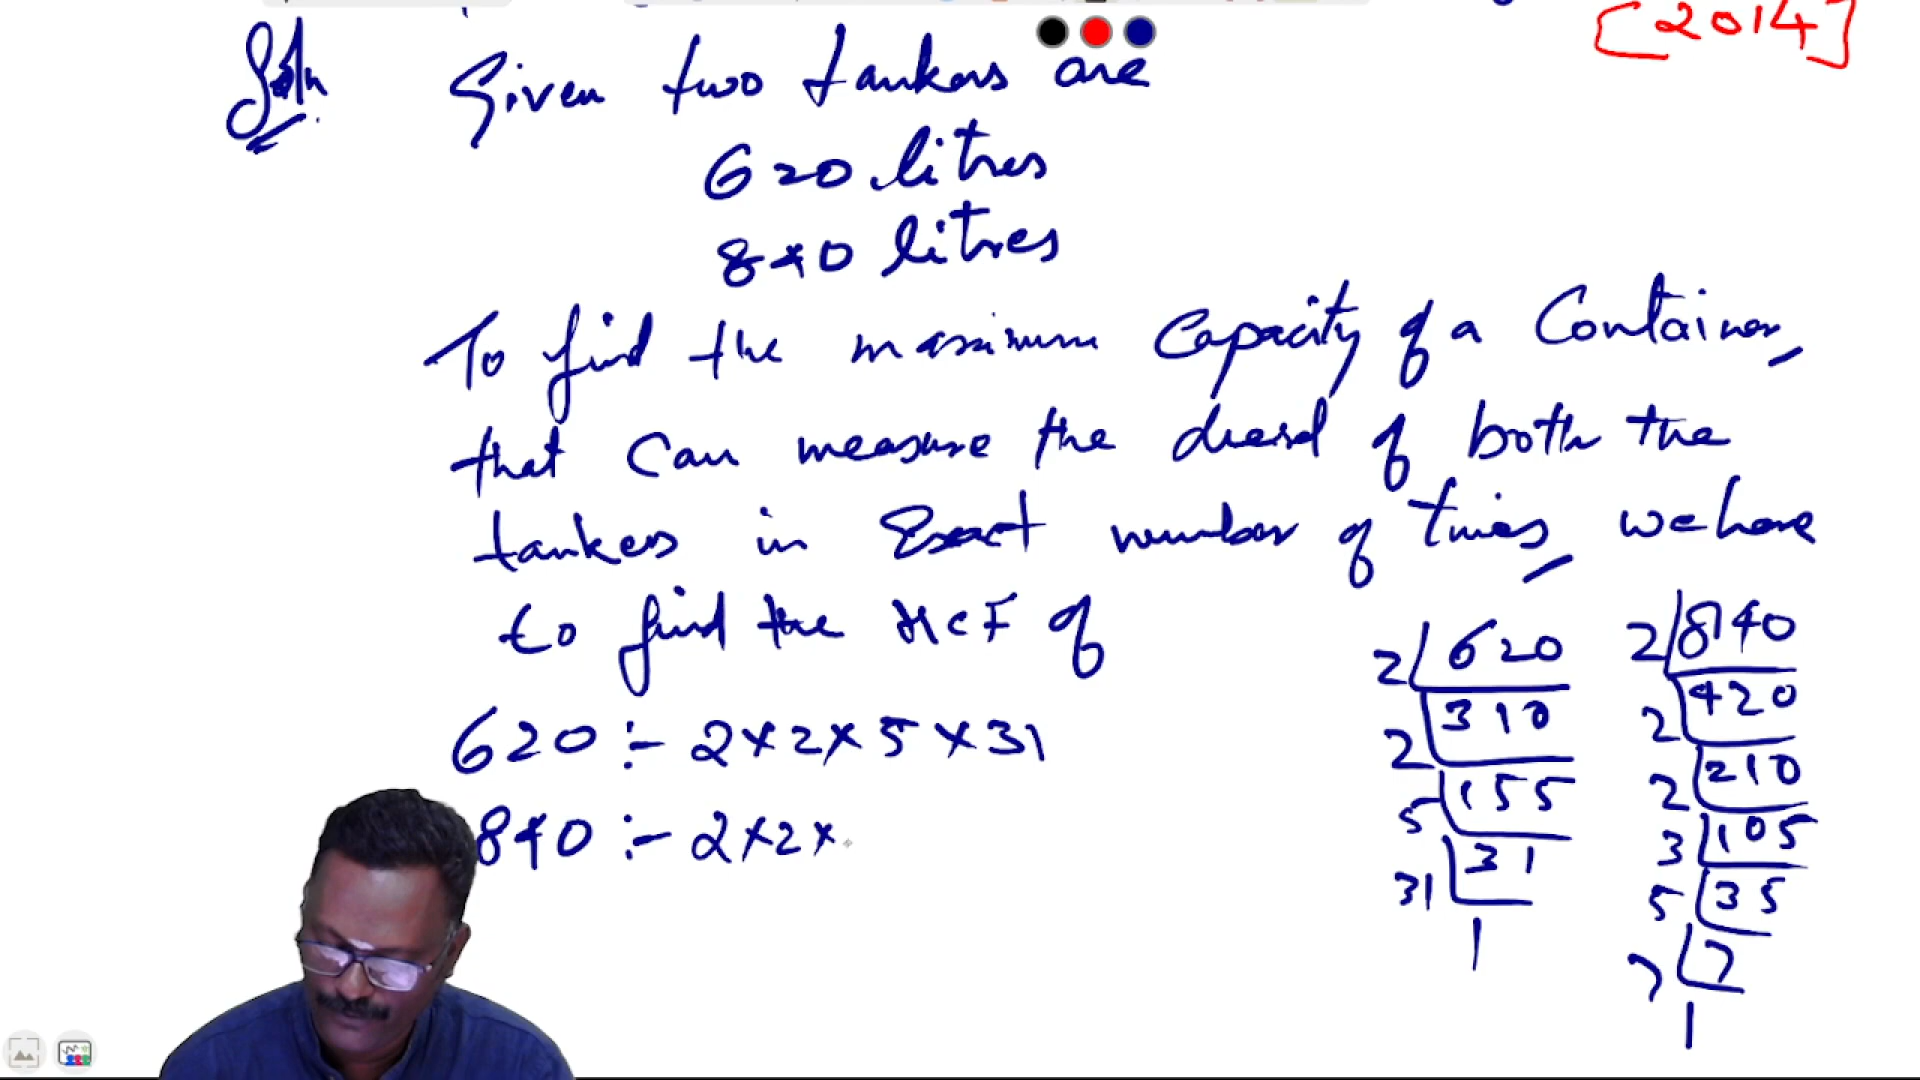 [2014]
Soln
Given two tankers are
620 litres
840 litres
To find the maximum Capacity of a Container,
that can measure the diesel of both the
tankers in Exact number of times, we have
to find the HCF of
620 :- 2×2×5×31
840 :- 2×2×
2 620
2 310
5 155
31 31
1
2 840
2 420
2 210
3 105
5 35
7 7
1